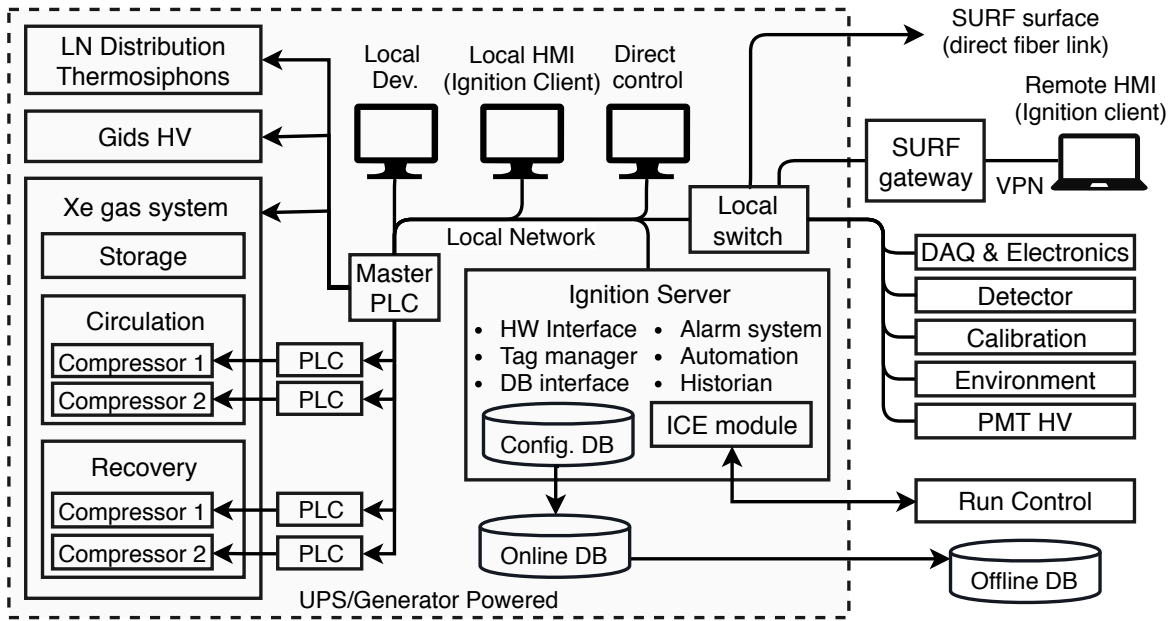 LN Distribution
Thermosiphons
Gids HV
Xe gas system
Storage
Circulation
Compressor 1
Compressor 2
Recovery
Compressor 1
Compressor 2
PLC
PLC
PLC
PLC
Master
PLC
Local
Dev.
Local HMI
(Ignition Client)
Direct
control
Local Network
Local
switch
Ignition Server
• HW Interface
• Tag manager
• DB interface
• Alarm system
• Automation
• Historian
Config. DB
ICE module
Online DB
UPS/Generator Powered
SURF surface
(direct fiber link)
Remote HMI
(Ignition client)
SURF
gateway
VPN
DAQ & Electronics
Detector
Calibration
Environment
PMT HV
Run Control
Offline DB